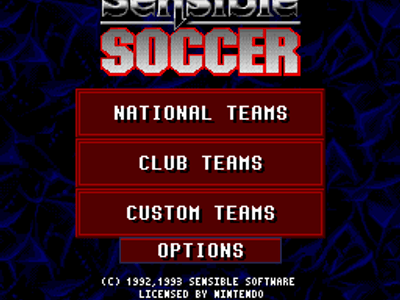 sensible
SOCCER
NATIONAL TEAMS
CLUB TEAMS
CUSTOM TEAMS
OPTIONS
(C) 1992,1993 SENSIBLE SOFTWARE
LICENSED BY NINTENDO